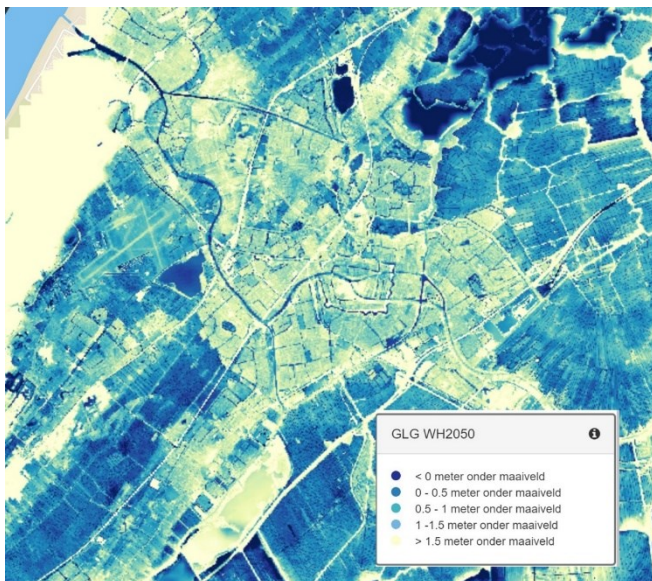 GLG WH2050
< 0 meter onder maaiveld
0 - 0.5 meter onder maaiveld
0.5 - 1 meter onder maaiveld
1 -1.5 meter onder maaiveld
> 1.5 meter onder maaiveld